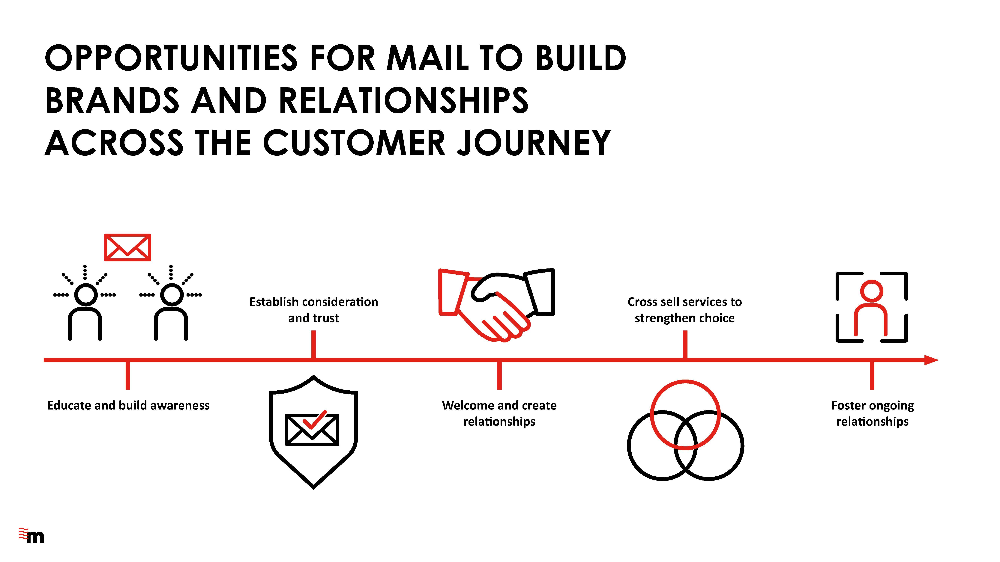 OPPORTUNITIES FOR MAIL TO BUILD
BRANDS AND RELATIONSHIPS
ACROSS THE CUSTOMER JOURNEY
Establish consideration
and trust
Cross sell services to
strengthen choice
Educate and build awareness
Welcome and create
relationships
Foster ongoing
relationships
m